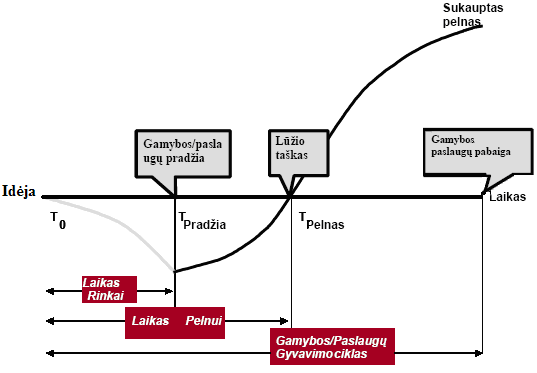 Sukauptas
pelnas
Gamybos/pasla
ugų pradžia
Lūžio
taškas
Gamybos
paslaugų pabaiga
Idėja
Laikas
T0
TPradžia
TPelnas
Laikas
Rinkai
Laikas Pelnui
Gamybos/Paslaugų
Gyvavimociklas